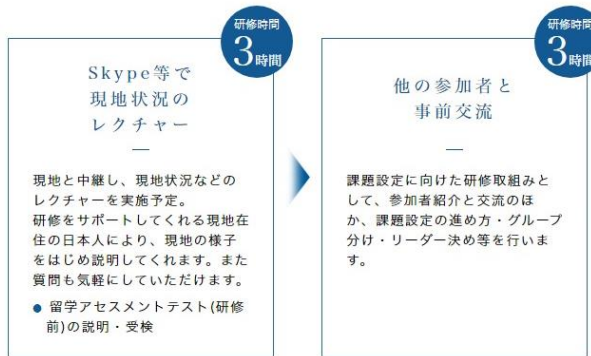 研修時間
3時間
Skype等で
現地状況の
レクチャー
現地と中継し、現地状況などの
レクチャーを実施予定。
研修をサポートしてくれる現地在
住の日本人により、現地の様子
をはじめ説明してくれます。また
質問も気軽にしていただけます。
● 留学アセスメントテスト(研修
前)の説明・受検
研修時間
3時間
他の参加者と
事前交流
課題設定に向けた研修取組みと
して、参加者紹介と交流のほ
か、課題設定の進め方・グループ
分け・リーダー決め等を行いま
す。